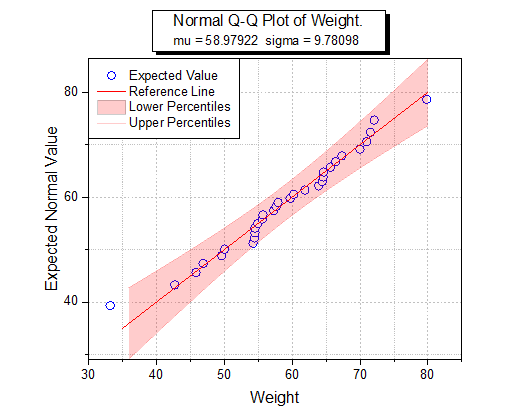 Normal Q-Q Plot of Weight.
mu = 58.97922 sigma = 9.78098
Expected Value
Reference Line
Lower Percentiles
Upper Percentiles
Expected Normal Value
80
60
40
30 40 50 60 70 80
Weight